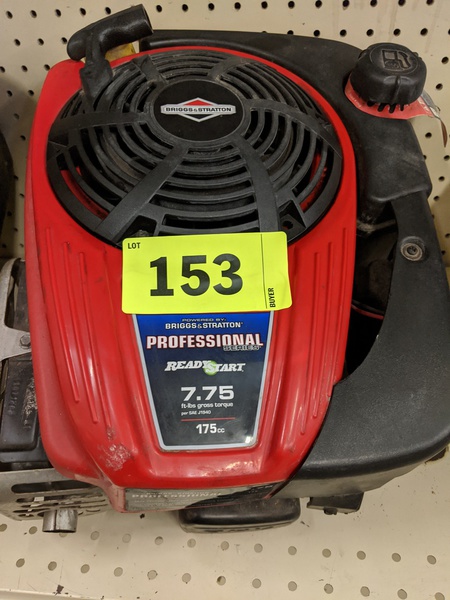 BRIGGS & STRATTON
LOT
153
BUYER
POWERED BY
BRIGGS & STRATTON
PROFESSIONAL
SERIES
READY START
7.75
ft-lbs gross torque
per SAE J1940
175cc
PROFESSIONAL